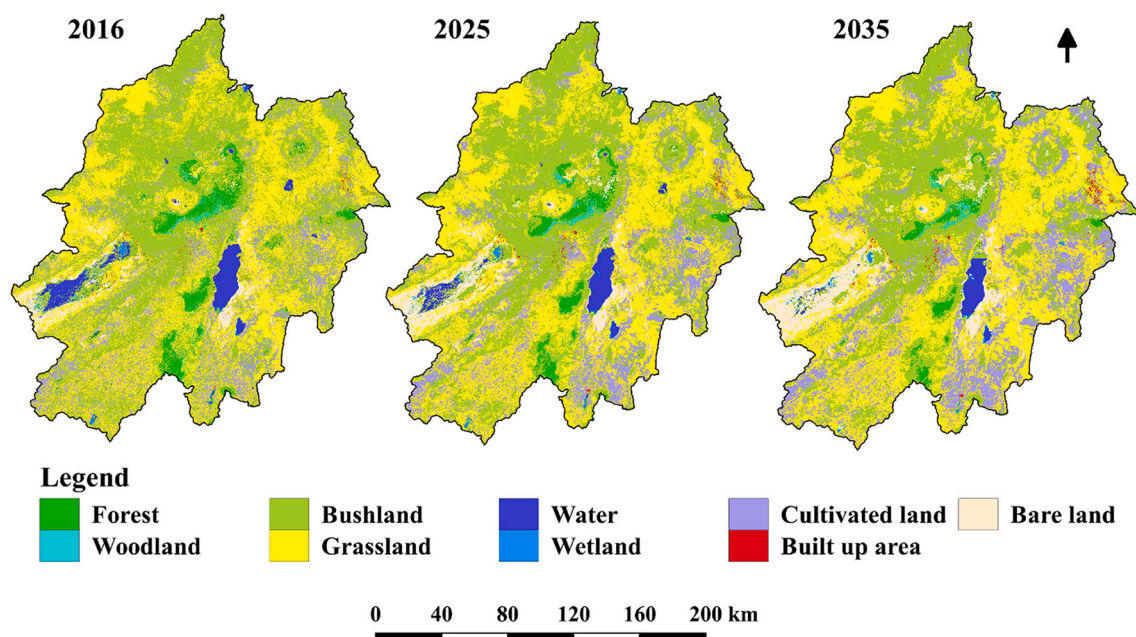 2016 2025 2035
Legend
Forest Bushland Water Cultivated land Bare land
Woodland Grassland Wetland Built up area
0 40 80 120 160 200 km